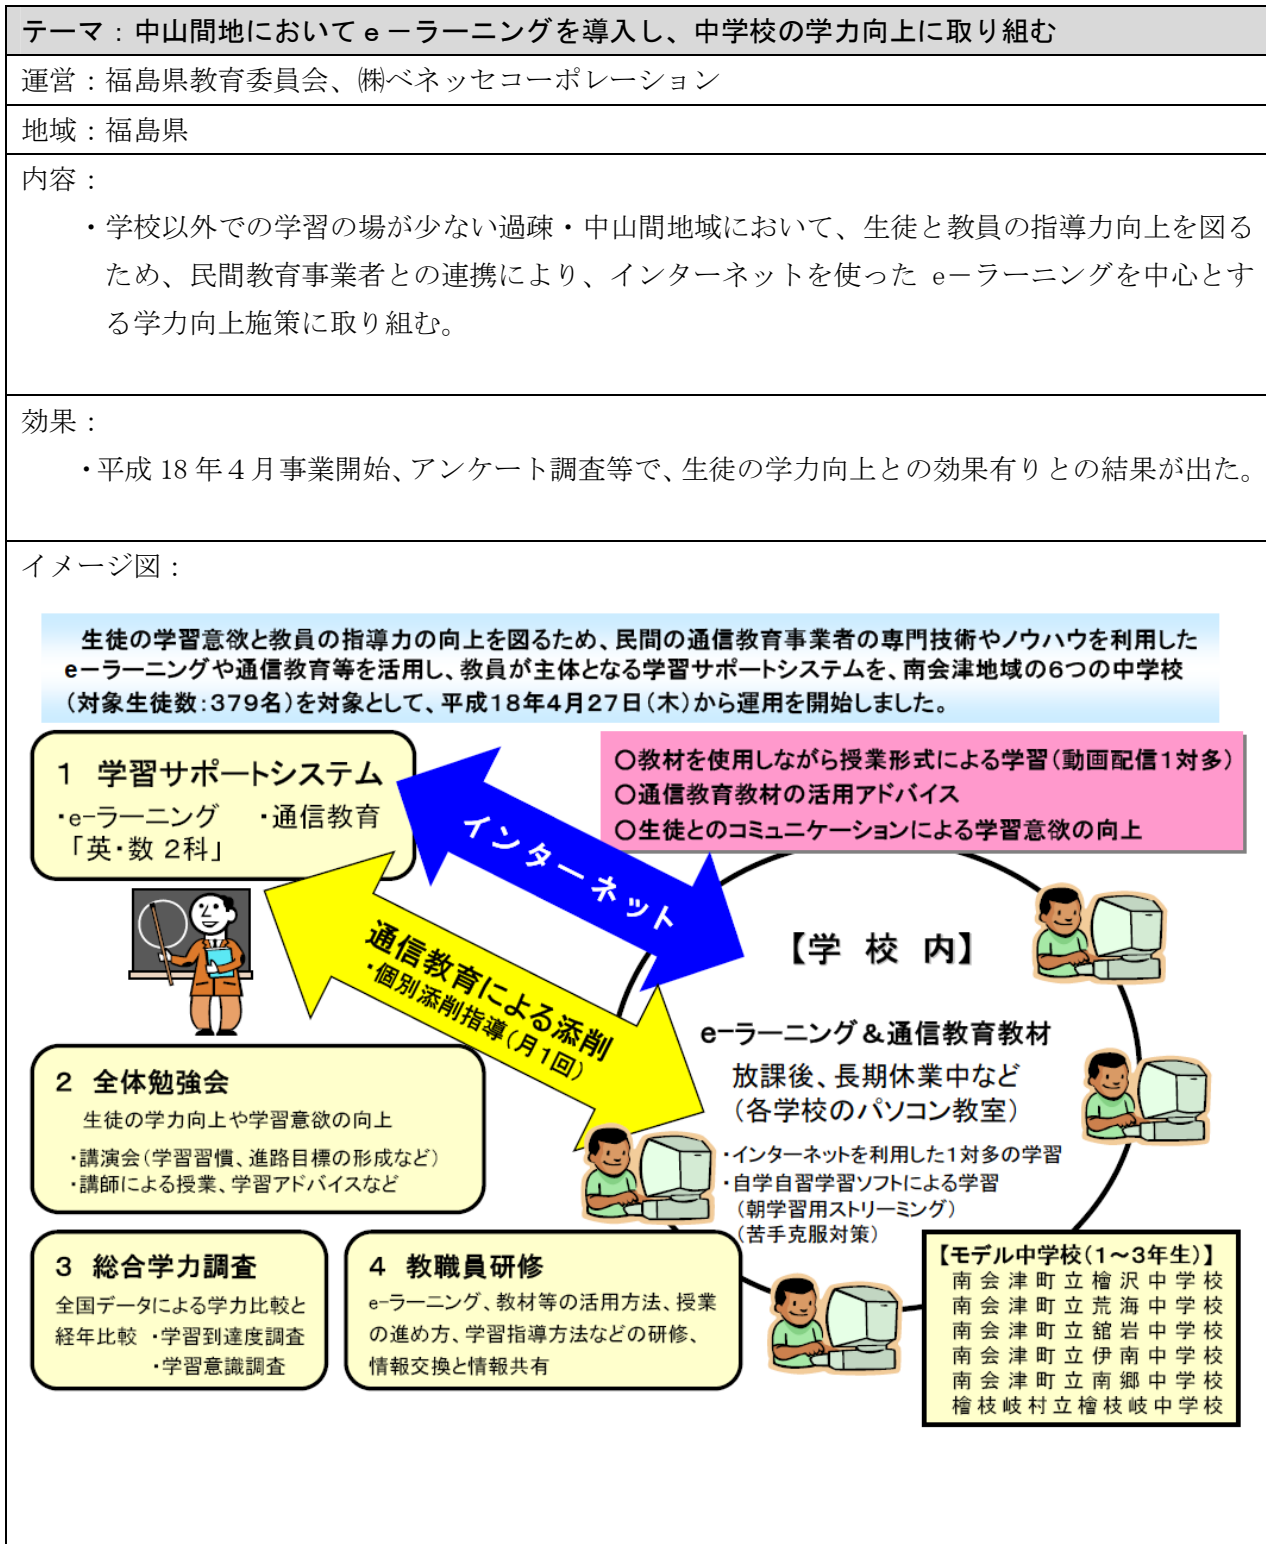 テーマ：中山間地においてｅ－ラーニングを導入し、中学校の学力向上に取り組む
運営：福島県教育委員会、㈱ベネッセコーポレーション
地域：福島県
内容：
・学校以外での学習の場が少ない過疎・中山間地域において、生徒と教員の指導力向上を図る
ため、民間教育事業者との連携により、インターネットを使った e－ラーニングを中心とす
る学力向上施策に取り組む。
効果：
・平成 18 年４月事業開始、アンケート調査等で、生徒の学力向上との効果有りとの結果が出た。
イメージ図：
生徒の学習意欲と教員の指導力の向上を図るため、民間の通信教育事業者の専門技術やノウハウを利用した
e－ラーニングや通信教育等を活用し、教員が主体となる学習サポートシステムを、南会津地域の6つの中学校
（対象生徒数：379名）を対象として、平成18年4月27日（木）から運用を開始しました。
１　学習サポートシステム
・e-ラーニング　・通信教育
「英・数 2科」
○教材を使用しながら授業形式による学習（動画配信1対多）
○通信教育教材の活用アドバイス
○生徒とのコミュニケーションによる学習意欲の向上
インターネット
通信教育による添削
・個別添削指導（月1回）
【学 校 内】
e-ラーニング＆通信教育教材
放課後、長期休業中など
（各学校のパソコン教室）
・インターネットを利用した1対多の学習
・自学自習学習ソフトによる学習
（朝学習用ストリーミング）
（苦手克服対策）
２　全体勉強会
生徒の学力向上や学習意欲の向上
・講演会（学習習慣、進路目標の形成など）
・講師による授業、学習アドバイスなど
３　総合学力調査
全国データによる学力比較と
経年比較　・学習到達度調査
・学習意識調査
４　教職員研修
e-ラーニング、教材等の活用方法、授業
の進め方、学習指導方法などの研修、
情報交換と情報共有
【モデル中学校（1～3年生）】
南会津町立檜沢中学校
南会津町立荒海中学校
南会津町立舘岩中学校
南会津町立伊南中学校
南会津町立南郷中学校
檜枝岐村立檜枝岐中学校